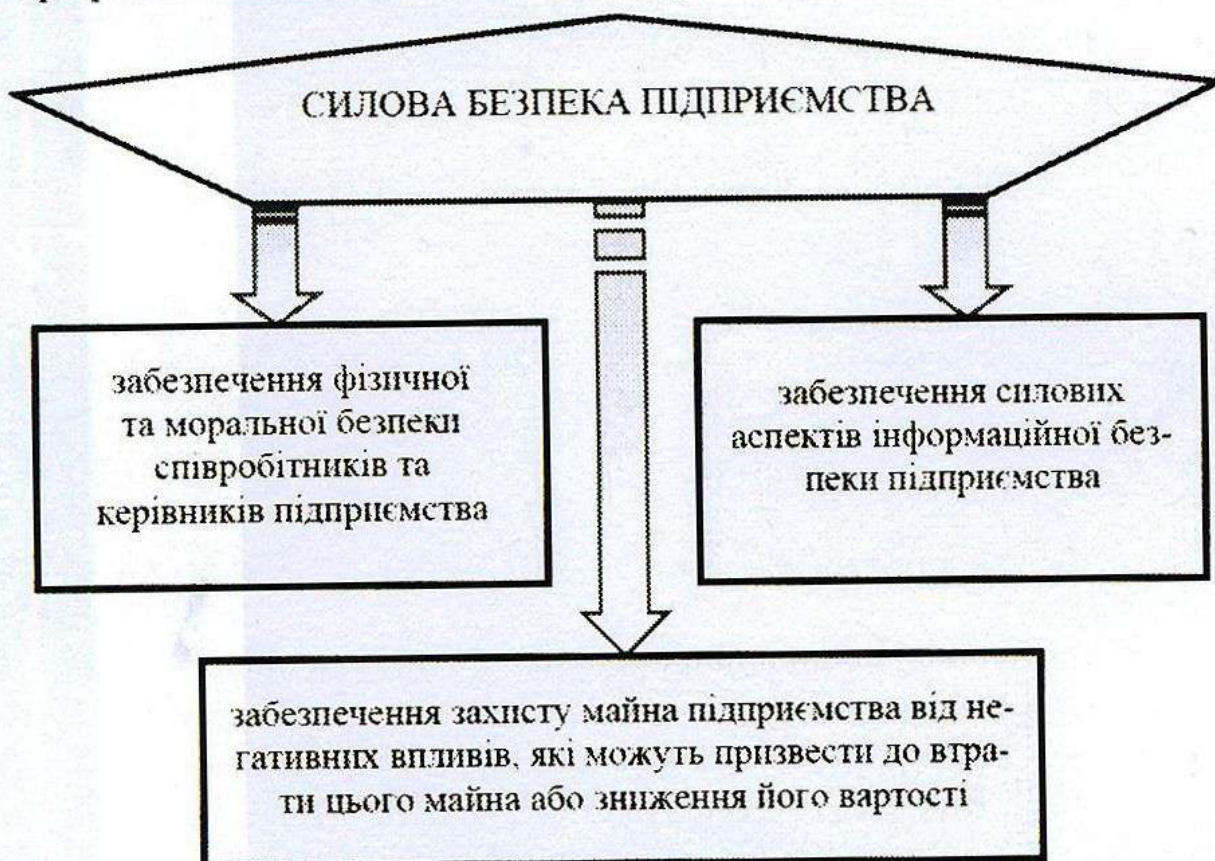 СИЛОВА БЕЗПЕКА ПІДПРИЄМСТВА
забезпечення фізичної
та моральної безпеки
співробітників та
керівників підприємства
забезпечення силових
аспектів інформаційної без-
пеки підприємства
забезпечення захисту майна підприємства від не-
гативних впливів, які можуть призвести до втра-
ти цього майна або зниження його вартості